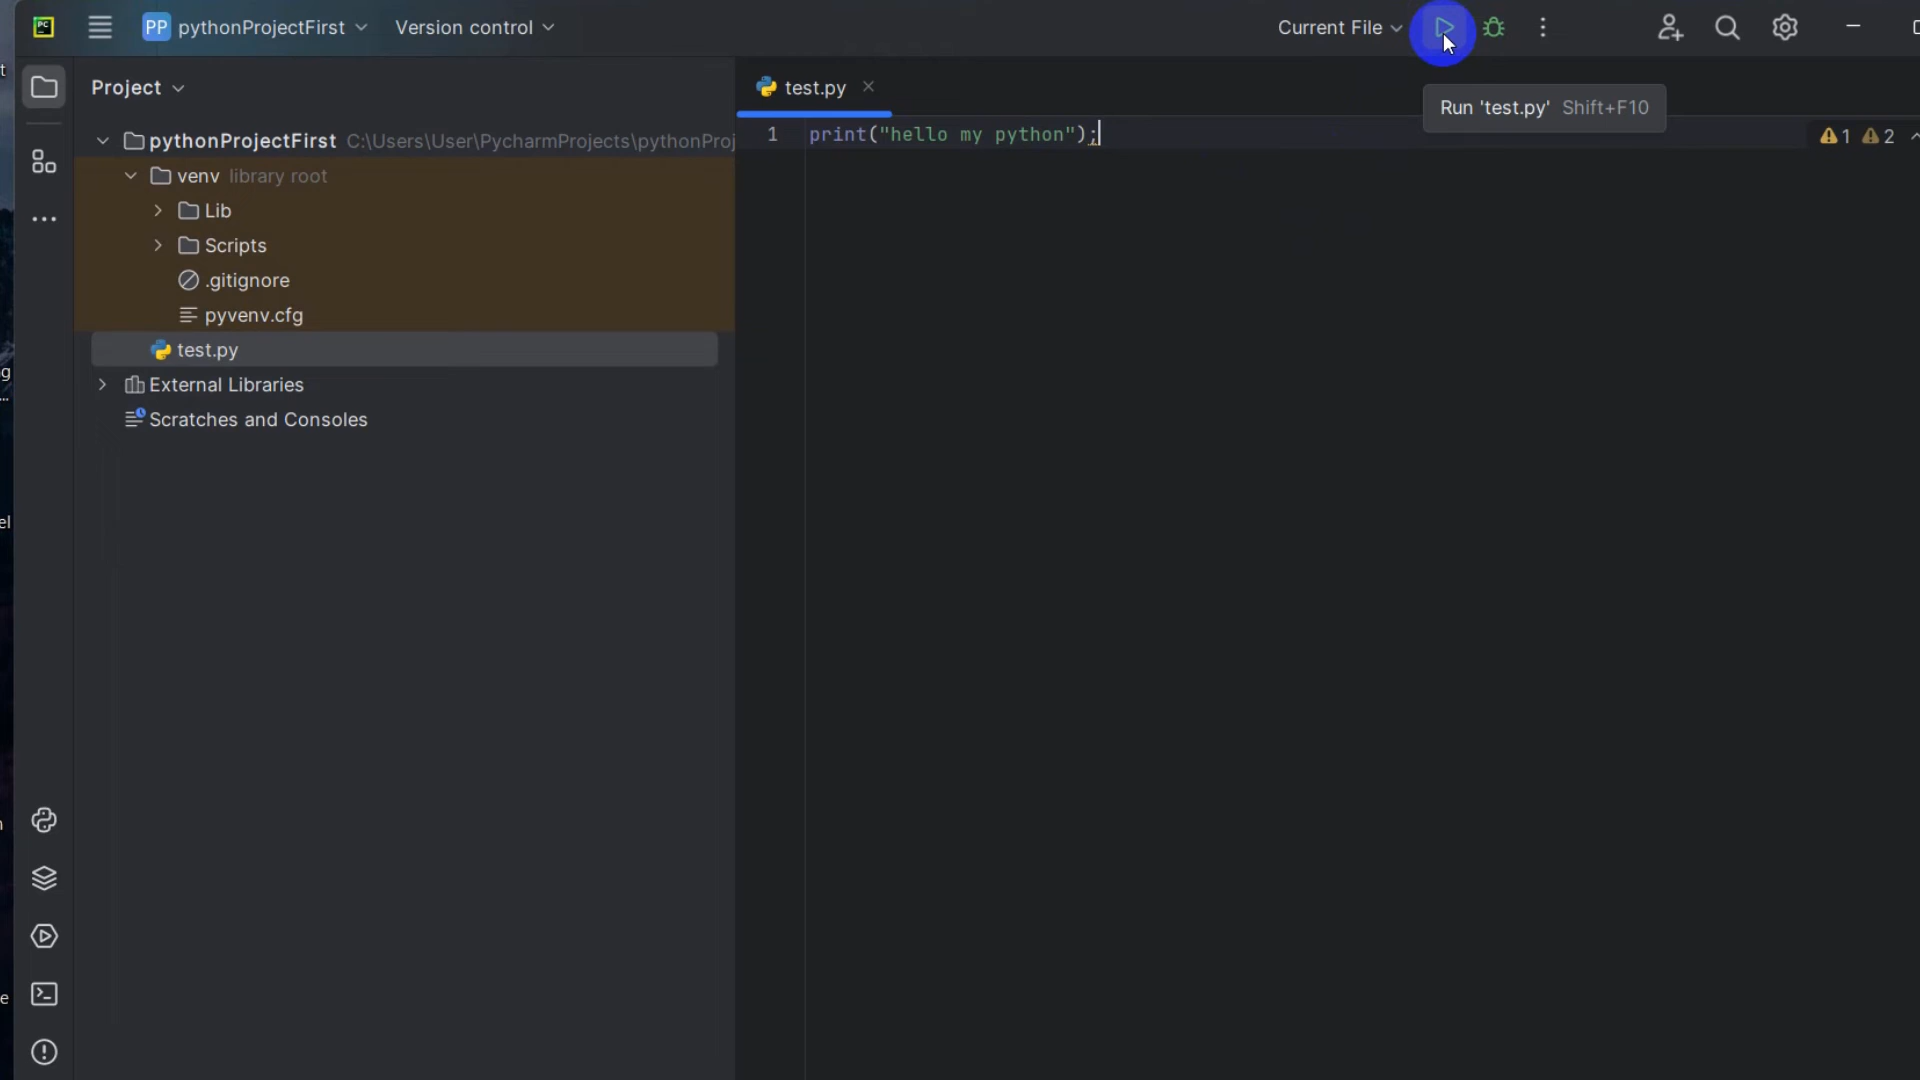 PC PP pythonProjectFirst Version control Current File
Project
test.py
Run 'test.py' Shift+F10
pythonProjectFirst C:\Users\User\PycharmProjects\pythonProj
1 print("hello my python"); 1 2
venv library root
Lib
Scripts
.gitignore
pyvenv.cfg
test.py
External Libraries
Scratches and Consoles